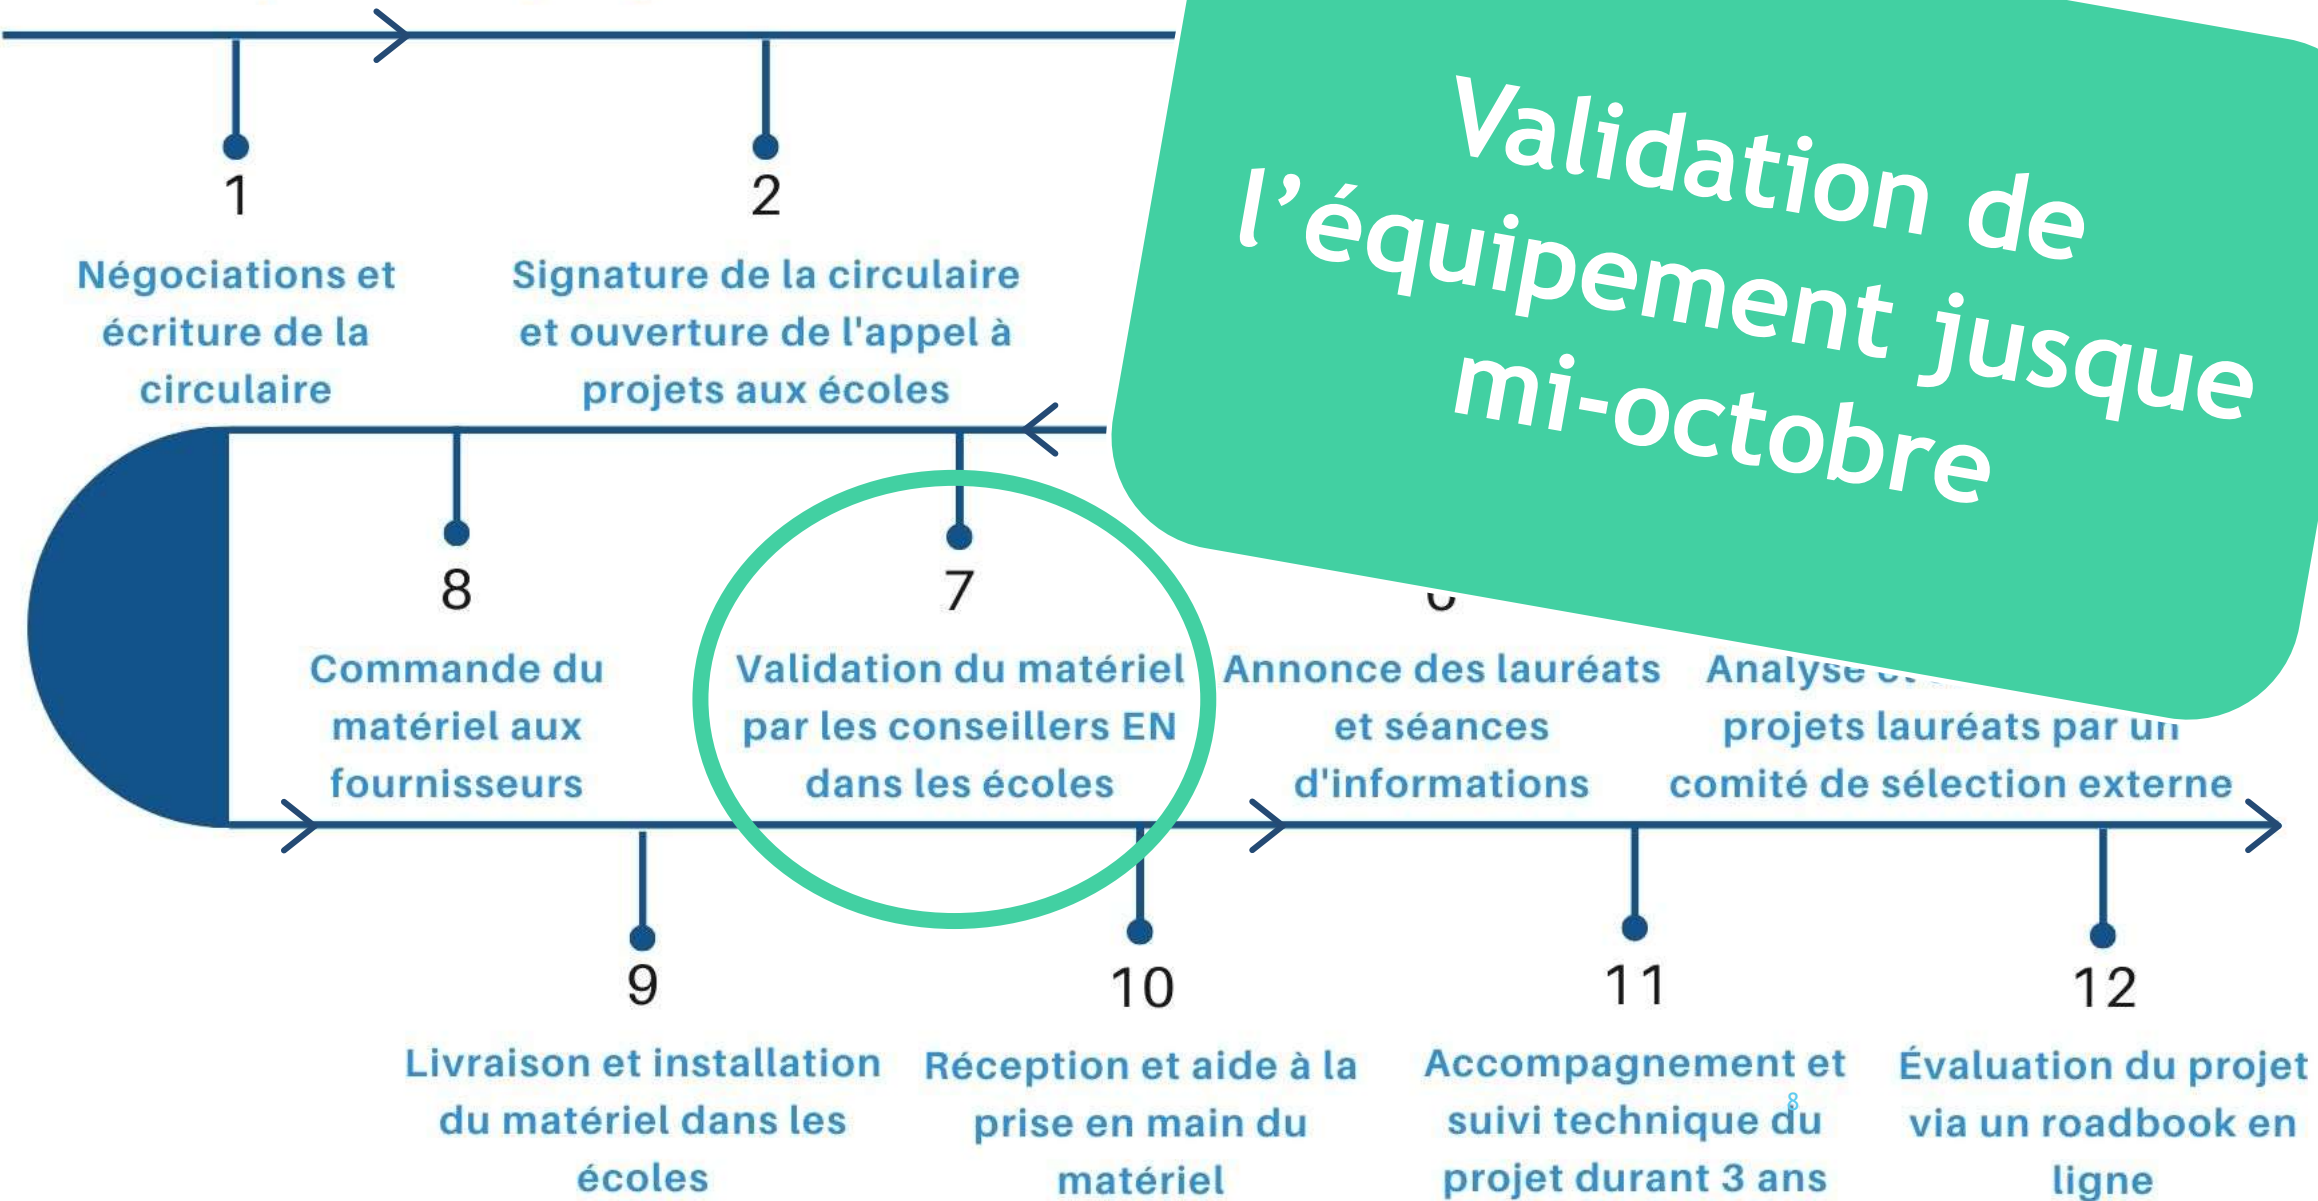 1
Négociations et
écriture de la
circulaire
2
Signature de la circulaire
et ouverture de l'appel à
projets aux écoles
Validation de
l’équipement jusque
mi-octobre
8
Commande du
matériel aux
fournisseurs
7
Validation du matériel
par les conseillers EN
dans les écoles
Annonce des lauréats
et séances
d'informations
Analyse
projets lauréats par un
comité de sélection externe
9
Livraison et installation
du matériel dans les
écoles
10
Réception et aide à la
prise en main du
matériel
11
Accompagnement et
suivi technique du
projet durant 3 ans
8
12
Évaluation du projet
via un roadbook en
ligne